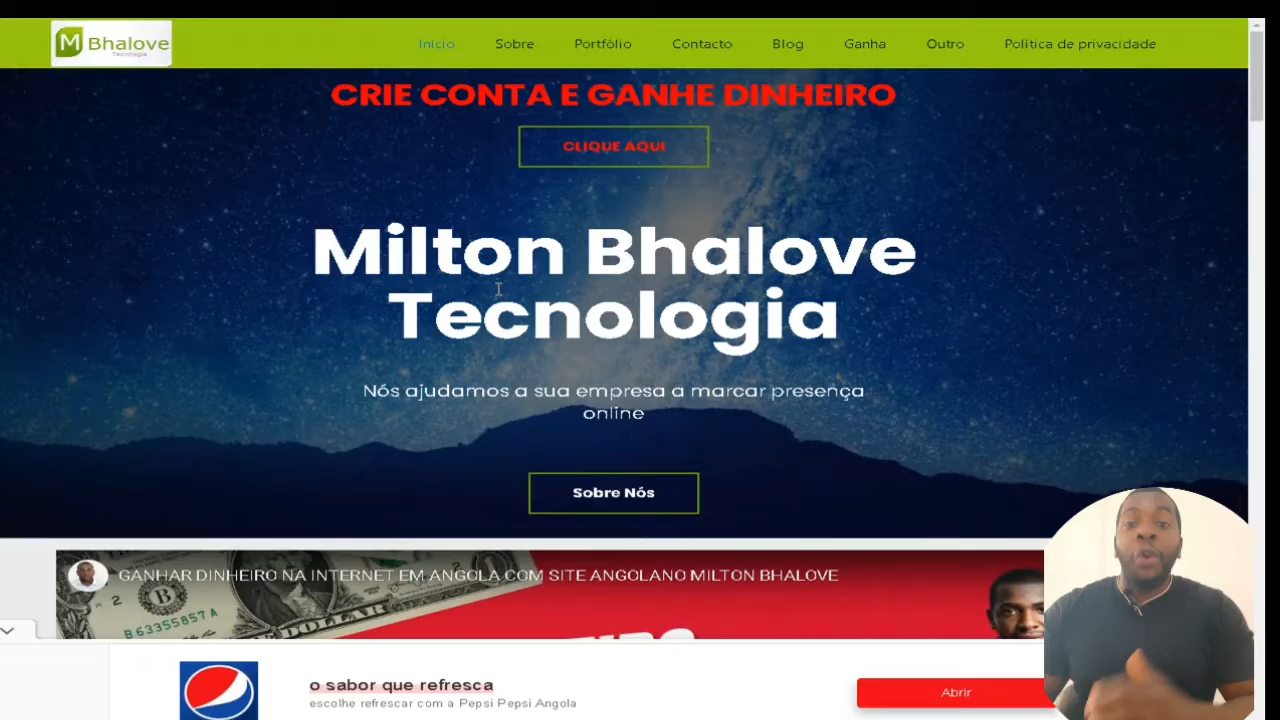 M Bhalove
Tecnologia
Início Sobre Portfólio Contacto Blog Ganha Outro Política de privacidade
CRIE CONTA E GANHE DINHEIRO
CLIQUE AQUI
Milton Bhalove
Tecnologia
Nós ajudamos a sua empresa a marcar presença
online
Sobre Nós
GANHAR DINHEIRO NA INTERNET EM ANGOLA COM SITE ANGOLANO MILTON BHALOVE
B 63355857 A
o sabor que refresca
escolhe refrescar com a Pepsi Pepsi Angola
Abrir